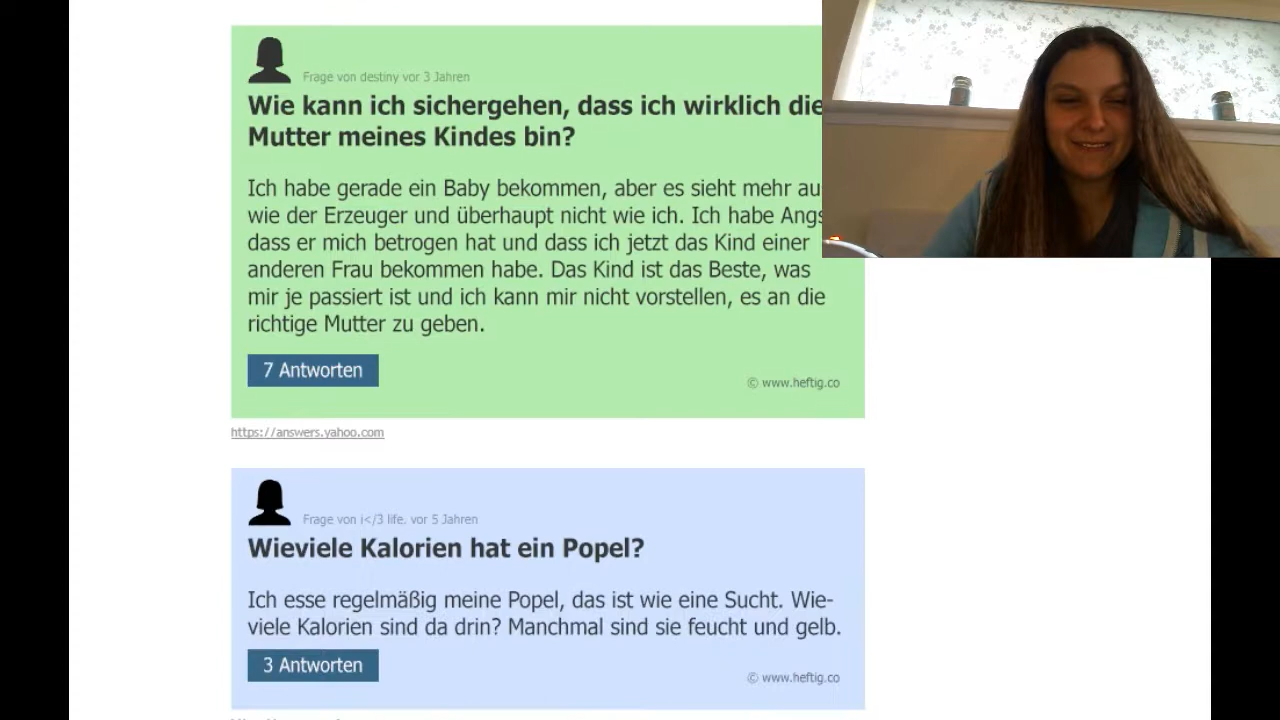 Frage von destiny vor 3 Jahren
Wie kann ich sichergehen, dass ich wirklich die
Mutter meines Kindes bin?
Ich habe gerade ein Baby bekommen, aber es sieht mehr au
wie der Erzeuger und überhaupt nicht wie ich. Ich habe Angs
dass er mich betrogen hat und dass ich jetzt das Kind einer
anderen Frau bekommen habe. Das Kind ist das Beste, was
mir je passiert ist und ich kann mir nicht vorstellen, es an die
richtige Mutter zu geben.
7 Antworten
© www.heftig.co
https://answers.yahoo.com
Frage von i</3 life. vor 5 Jahren
Wieviele Kalorien hat ein Popel?
Ich esse regelmäßig meine Popel, das ist wie eine Sucht. Wie-
viele Kalorien sind da drin? Manchmal sind sie feucht und gelb.
3 Antworten
© www.heftig.co